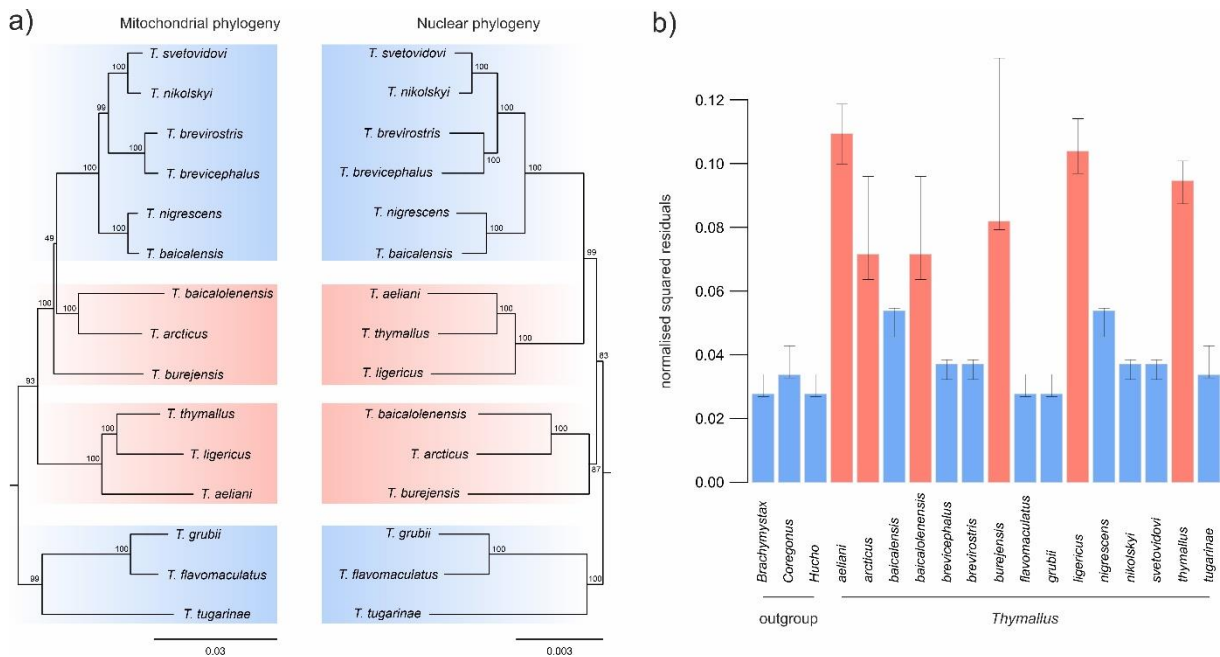 a)
Mitochondrial phylogeny
T. svetovidovi
100
T. nikolskyi
99
T. brevirostris
100
T. brevicephalus
100
T. nigrescens
100
T. baicalensis
49
T. baicalolenensis
100
T. arcticus
100
T. burejensis
93
T. thymallus
100
T. ligericus
100
T. aeliani
T. grubii
100
T. flavomaculatus
99
T. tugarinae
0.03
Nuclear phylogeny
T. svetovidovi
100
T. nikolskyi
100
T. brevirostris
100
T. brevicephalus
100
T. nigrescens
100
T. baicalensis
99
T. aeliani
100
T. thymallus
100
T. ligericus
83
T. baicalolenensis
100
T. arcticus
87
T. burejensis
T. grubii
100
T. flavomaculatus
100
T. tugarinae
0.003
b)
normalised squared residuals
0.12
0.10
0.08
0.06
0.04
0.02
0.00
Brachymystax
Coregonus
Hucho
aeliani
arcticus
baicalensis
baicalolenensis
brevicephalus
brevirostris
burejensis
flavomaculatus
grubii
ligericus
nigrescens
nikolskyi
svetovidovi
thymallus
tugarinae
outgroup
Thymallus